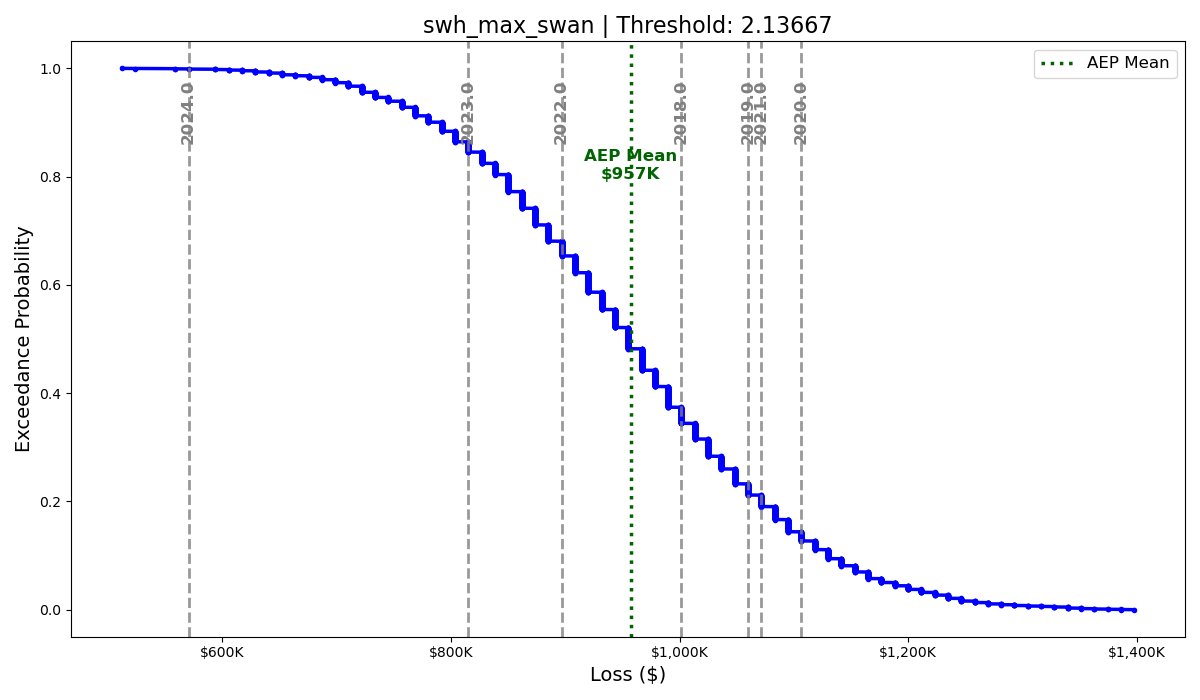 swh_max_swan | Threshold: 2.13667
AEP Mean
2024.0
2023.0
2022.0
2018.0
2019.0
2021.0
2020.0
AEP Mean
$957K
1.0
0.8
0.6
0.4
0.2
0.0
Exceedance Probability
$600K
$800K
$1,000K
$1,200K
$1,400K
Loss ($)